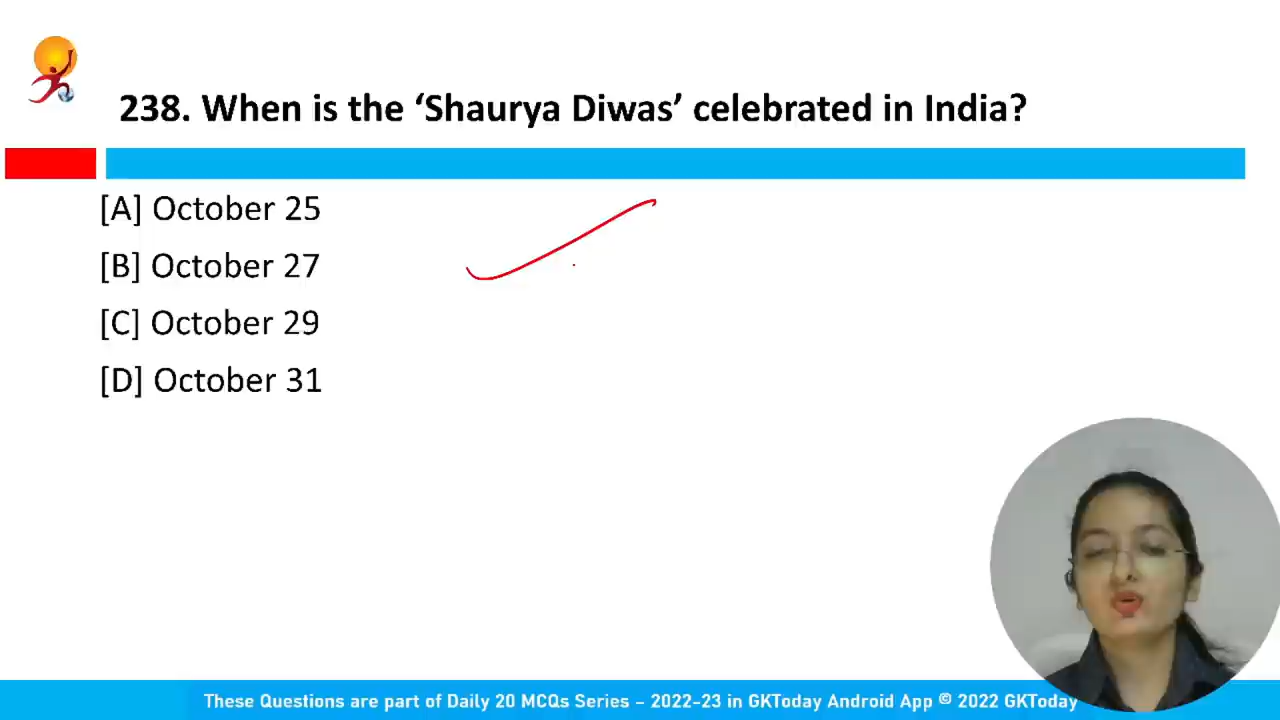 238. When is the ‘Shaurya Diwas’ celebrated in India?
[A] October 25
[B] October 27
[C] October 29
[D] October 31
These Questions are part of Daily 20 MCQs Series – 2022-23 in GKToday Android App © 2022 GKToday